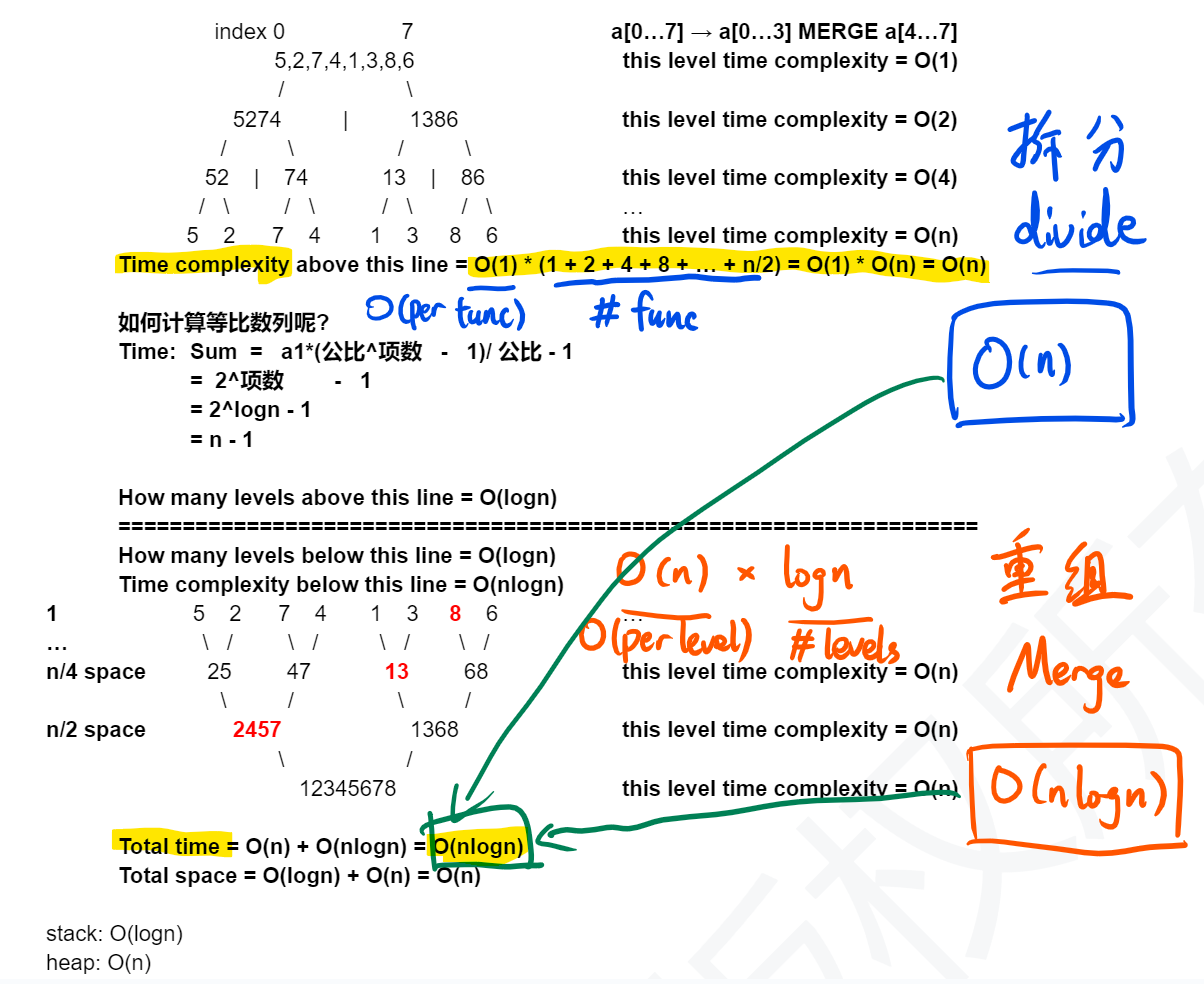 index 0 7 a[0…7] → a[0…3] MERGE a[4…7]
5,2,7,4,1,3,8,6 this level time complexity = O(1)
/ \
5274 | 1386 this level time complexity = O(2)
/ \ / \
52 | 74 13 | 86 this level time complexity = O(4)
/ \ / \ / \ / \ …
5 2 7 4 1 3 8 6 this level time complexity = O(n)
拆分
divide
Time complexity above this line = O(1) * (1 + 2 + 4 + 8 + … + n/2) = O(1) * O(n) = O(n)
O(per func) # func
如何计算等比数列呢?
Time: Sum = a1*(公比^项数 - 1)/ 公比 - 1
= 2^项数 - 1
= 2^logn - 1
= n - 1
O(n)
How many levels above this line = O(logn)
==================================================================
How many levels below this line = O(logn)
Time complexity below this line = O(nlogn)
O(n) × logn
O(per level) # levels
重组
Merge
1 5 2 7 4 1 3 8 6 …
… \ / \ / \ / \ /
n/4 space 25 47 13 68 this level time complexity = O(n)
\ / \ /
n/2 space 2457 1368 this level time complexity = O(n)
\ /
12345678 this level time complexity = O(n)
O(nlogn)
Total time = O(n) + O(nlogn) = O(nlogn)
Total space = O(logn) + O(n) = O(n)
stack: O(logn)
heap: O(n)
版权所有